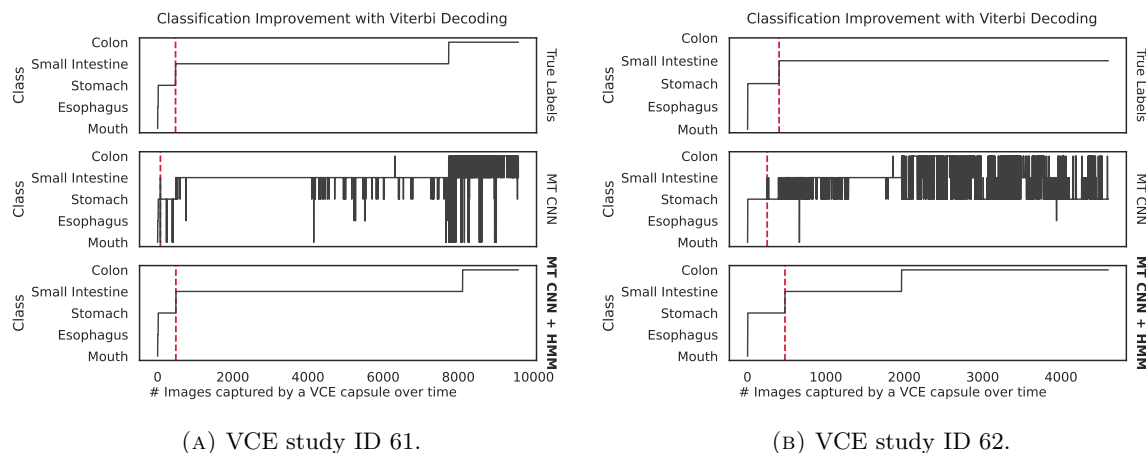 Classification Improvement with Viterbi Decoding
Colon
Small Intestine
Stomach
Esophagus
Mouth
Class
True Labels
Colon
Small Intestine
Stomach
Esophagus
Mouth
Class
MT CNN
Colon
Small Intestine
Stomach
Esophagus
Mouth
Class
MT CNN + HMM
0 2000 4000 6000 8000 10000
# Images captured by a VCE capsule over time
(A) VCE study ID 61.
Classification Improvement with Viterbi Decoding
Colon
Small Intestine
Stomach
Esophagus
Mouth
Class
True Labels
Colon
Small Intestine
Stomach
Esophagus
Mouth
Class
MT CNN
Colon
Small Intestine
Stomach
Esophagus
Mouth
Class
MT CNN + HMM
0 1000 2000 3000 4000
# Images captured by a VCE capsule over time
(B) VCE study ID 62.